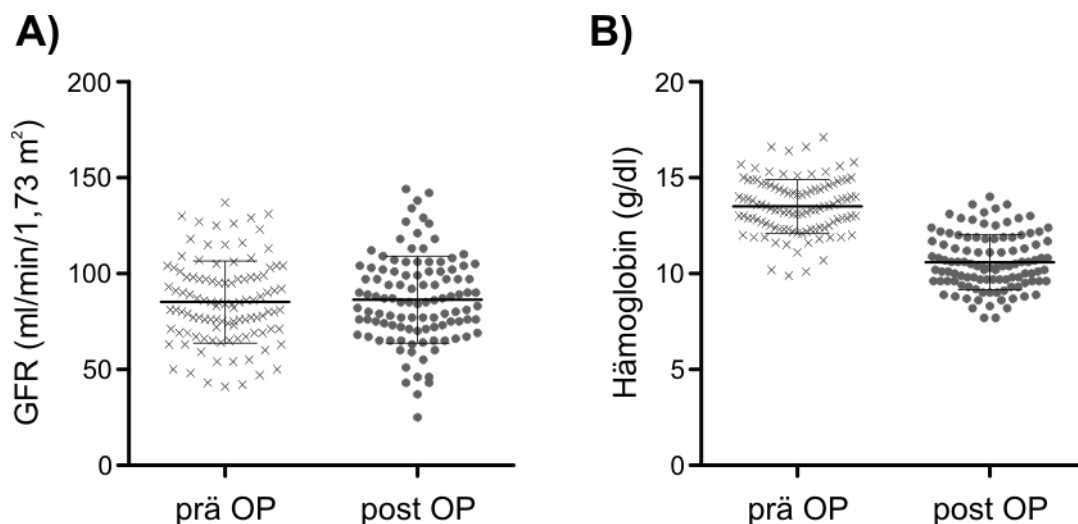 A)
GFR (ml/min/1,73 m²)
200
150
100
50
0
prä OP
post OP
B)
Hämoglobin (g/dl)
20
15
10
5
0
prä OP
post OP